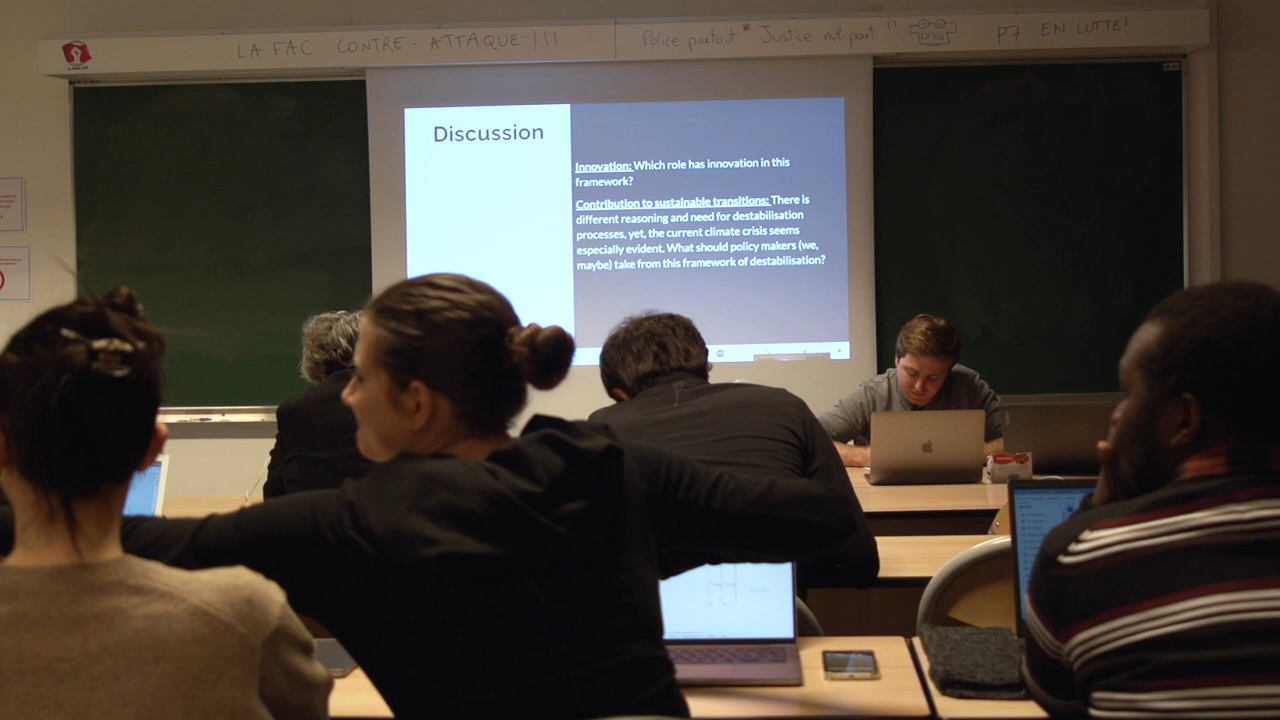 LA FAC CONTRE-ATTAQUE !!!
Police partout Justice nul-part !!
P7 EN LUTTE!
Discussion
Innovation: Which role has innovation in this
framework?
Contribution to sustainable transitions: There is
different reasoning and need for destabilisation
processes, yet, the current climate crisis seems
especially evident. What should policy makers (we,
maybe) take from this framework of destabilisation?